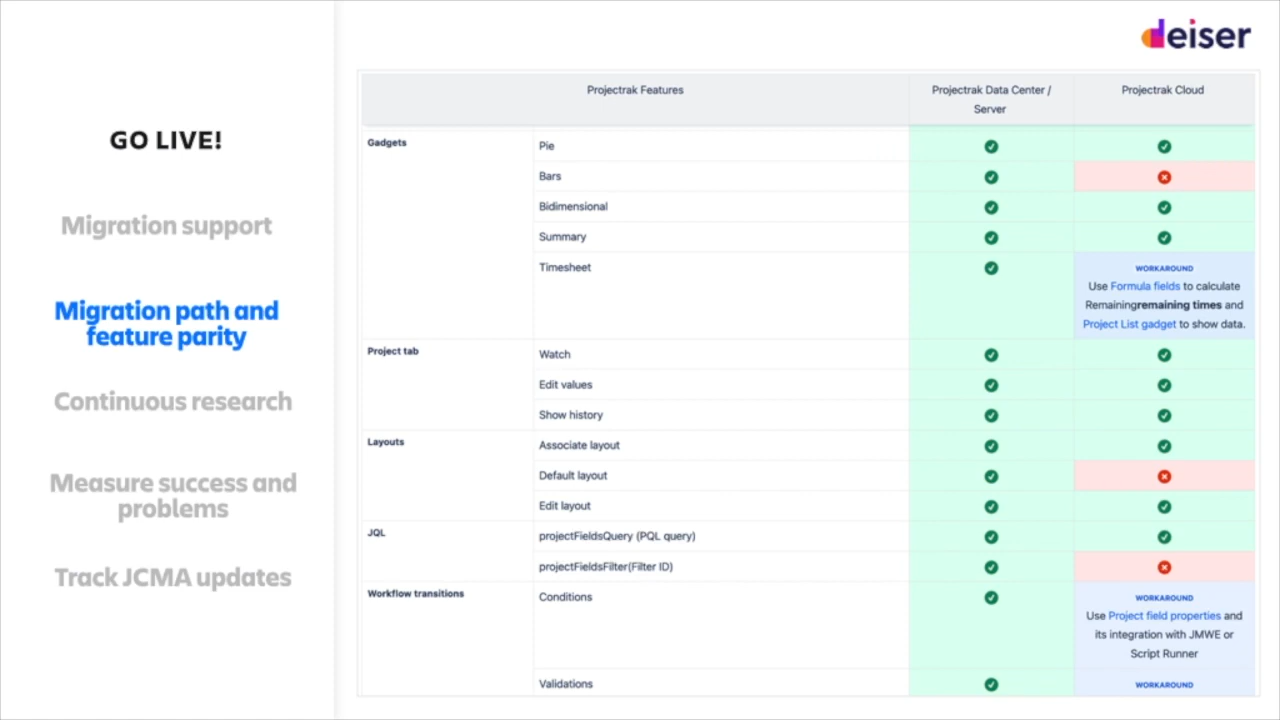 deiser
GO LIVE!
Migration support
Migration path and
feature parity
Continuous research
Measure success and
problems
Track JCMA updates
Projectrak Features
Projectrak Data Center /
Server
Projectrak Cloud
Gadgets
Pie
Bars
Bidimensional
Summary
Timesheet
WORKAROUND
Use Formula fields to calculate
Remainingremaining times and
Project List gadget to show data.
Project tab
Watch
Edit values
Show history
Layouts
Associate layout
Default layout
Edit layout
JQL
projectFieldsQuery (PQL query)
projectFieldsFilter(Filter ID)
Workflow transitions
Conditions
WORKAROUND
Use Project field properties and
its integration with JMWE or
Script Runner
Validations
WORKAROUND